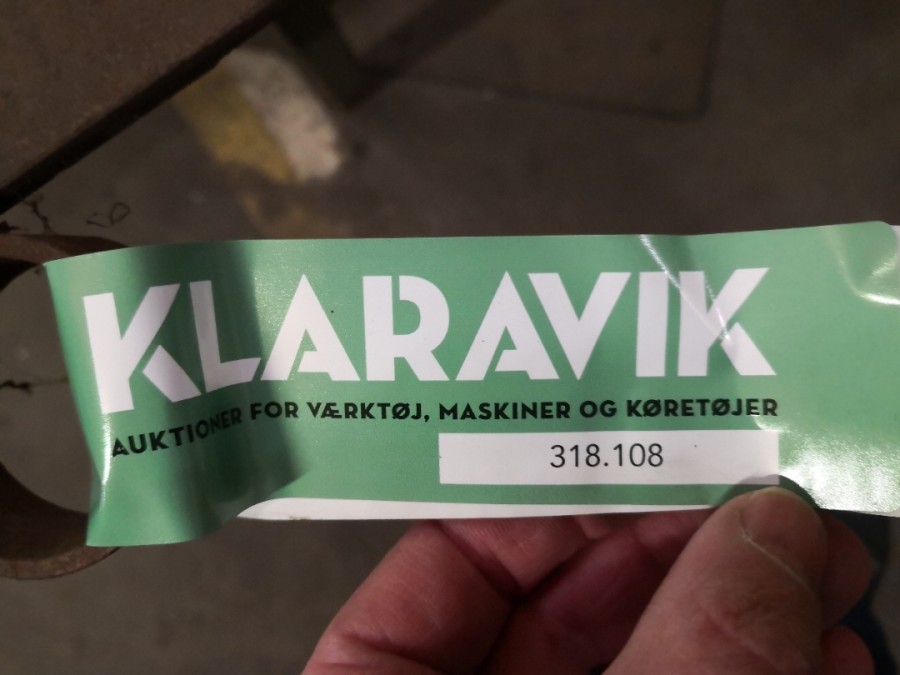 KLARAVIK
AUKTIONER FOR VÆRKTØJ, MASKINER OG KØRETØJER
318.108